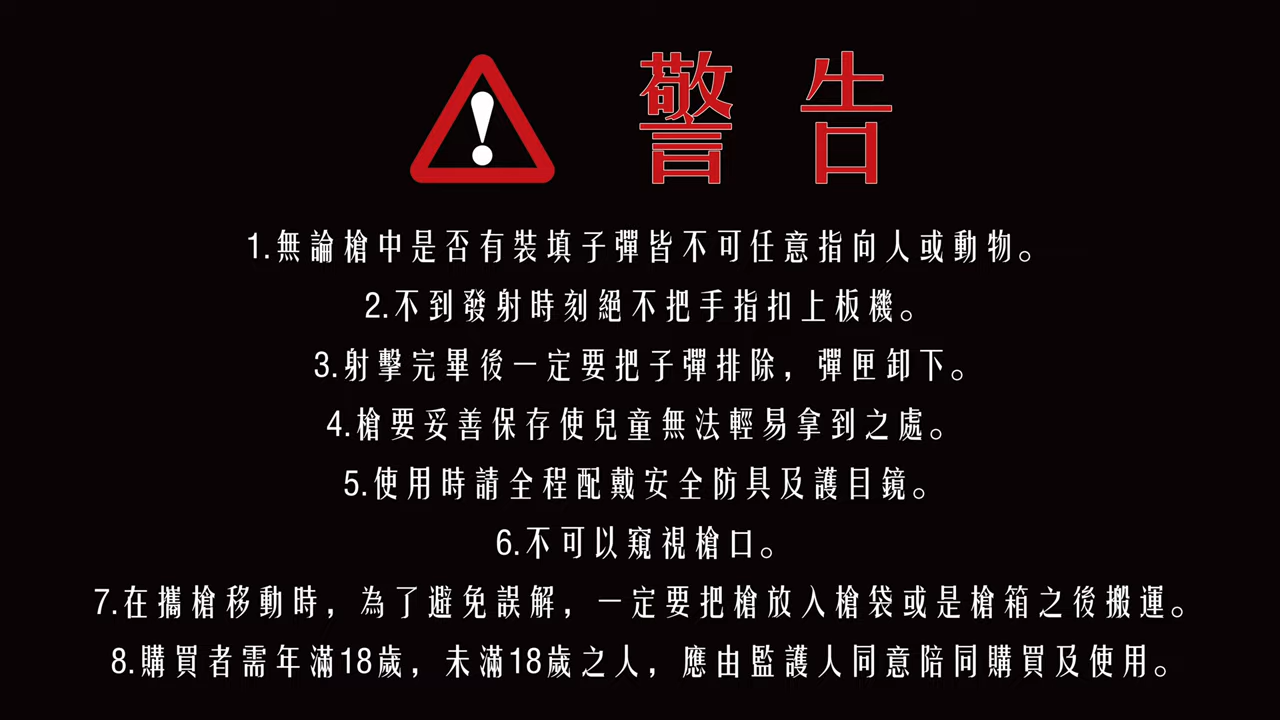 警告
1.無論槍中是否有裝填子彈皆不可任意指向人或動物。
2.不到發射時刻絕不把手指扣上板機。
3.射擊完畢後一定要把子彈排除，彈匣卸下。
4.槍要妥善保存使兒童無法輕易拿到之處。
5.使用時請全程配戴安全防具及護目鏡。
6.不可以窺視槍口。
7.在攜槍移動時，為了避免誤解，一定要把槍放入槍袋或是槍箱之後搬運。
8.購買者需年滿18歲，未滿18歲之人，應由監護人同意陪同購買及使用。